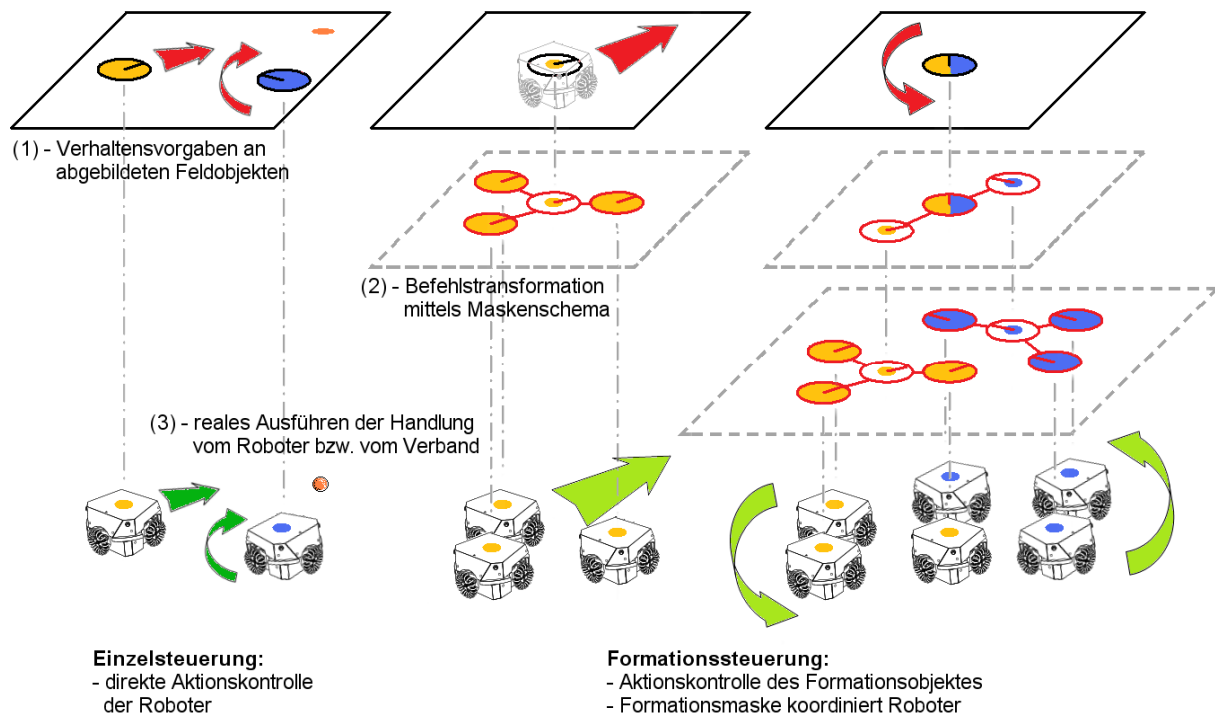 (1) - Verhaltensvorgaben an
abgebildeten Feldobjekten
(2) - Befehlstransformation
mittels Maskenschema
(3) - reales Ausführen der Handlung
vom Roboter bzw. vom Verband
Einzelsteuerung:
- direkte Aktionskontrolle
der Roboter
Formationssteuerung:
- Aktionskontrolle des Formationsobjektes
- Formationsmaske koordiniert Roboter